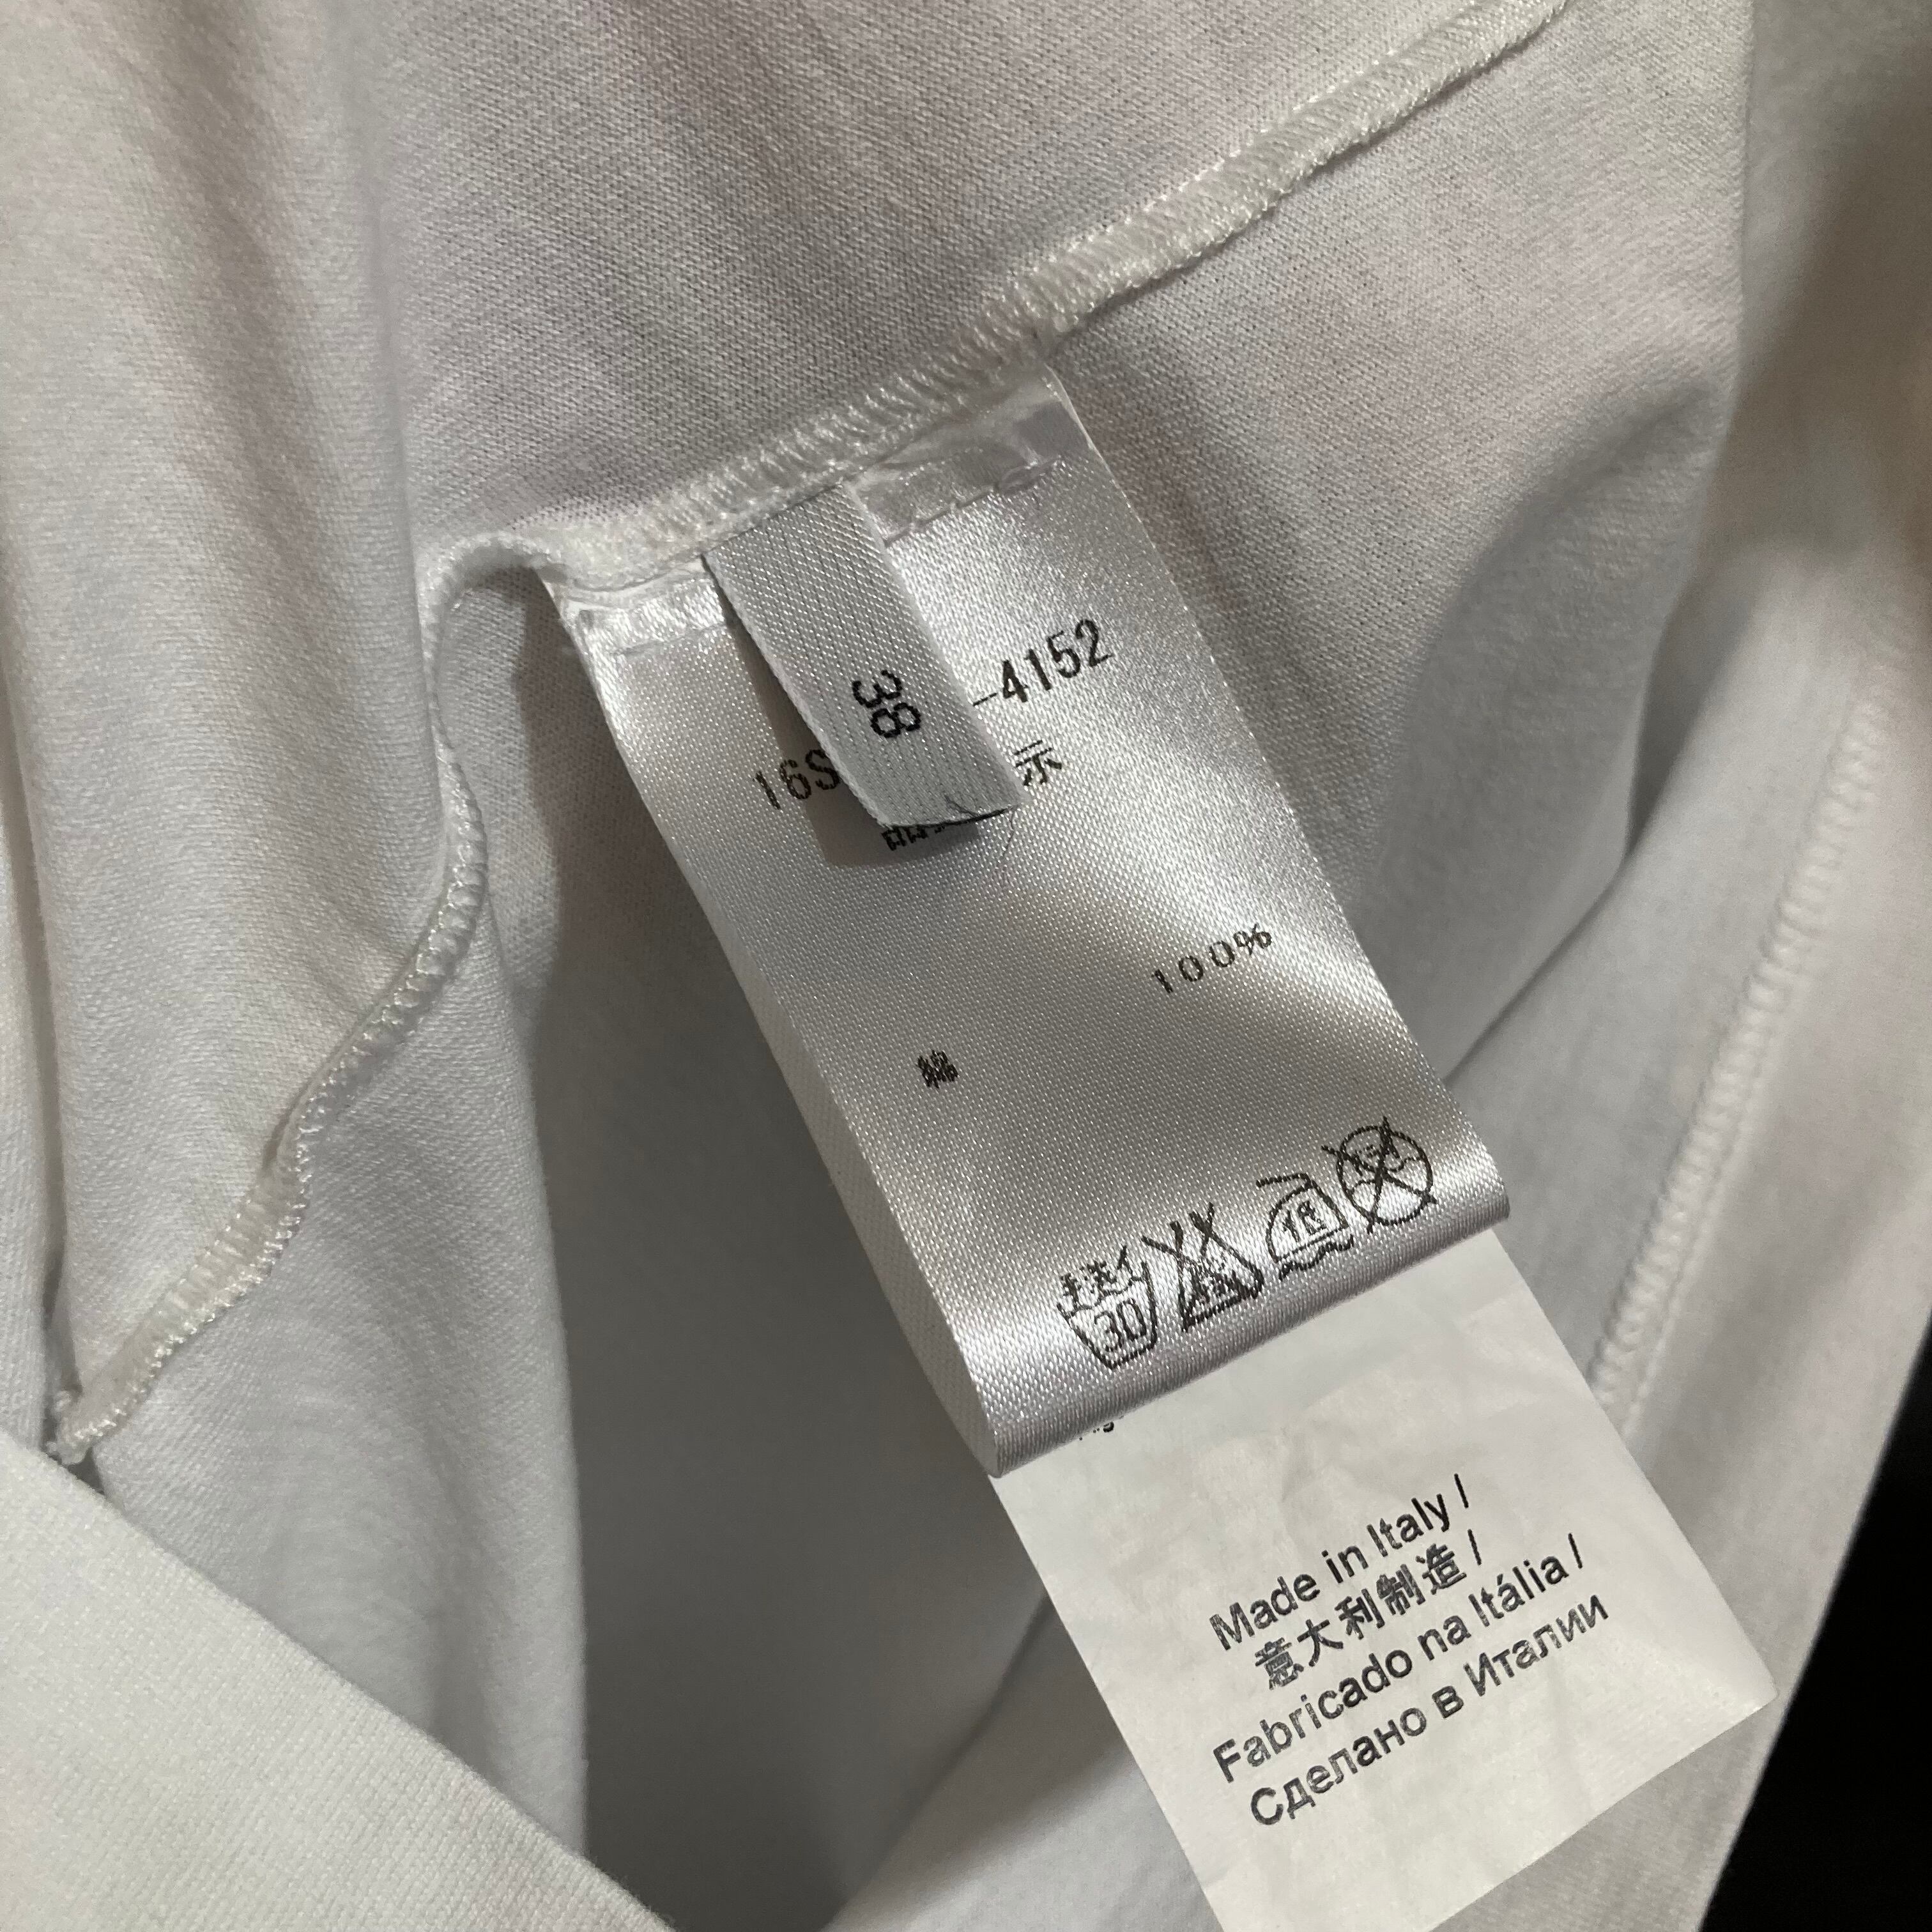 38
-4152
16S
示
綿 100%
30
Made in Italy /
意大利制造 /
Fabricado na Itália /
Сделано в Италии